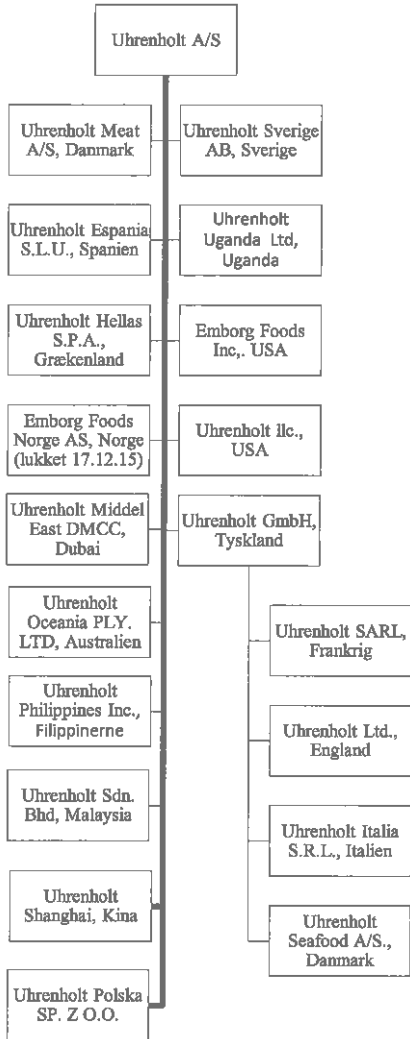 Uhrenholt A/S
Uhrenholt Meat
A/S, Danmark
Uhrenholt Sverige
AB, Sverige
Uhrenholt Espania
S.L.U., Spanien
Uhrenholt
Uganda Ltd,
Uganda
Uhrenholt Hellas
S.P.A.,
Grækenland
Emborg Foods
Inc,. USA
Emborg Foods
Norge AS, Norge
(lukket 17.12.15)
Uhrenholt llc.,
USA
Uhrenholt Middel
East DMCC,
Dubai
Uhrenholt GmbH,
Tyskland
Uhrenholt
Oceania PLY.
LTD, Australien
Uhrenholt SARL,
Frankrig
Uhrenholt
Philippines Inc.,
Filippinerne
Uhrenholt Ltd.,
England
Uhrenholt Sdn.
Bhd, Malaysia
Uhrenholt Italia
S.R.L., Italien
Uhrenholt
Shanghai, Kina
Uhrenholt
Seafood A/S.,
Danmark
Uhrenholt Polska
SP. Z O.O.